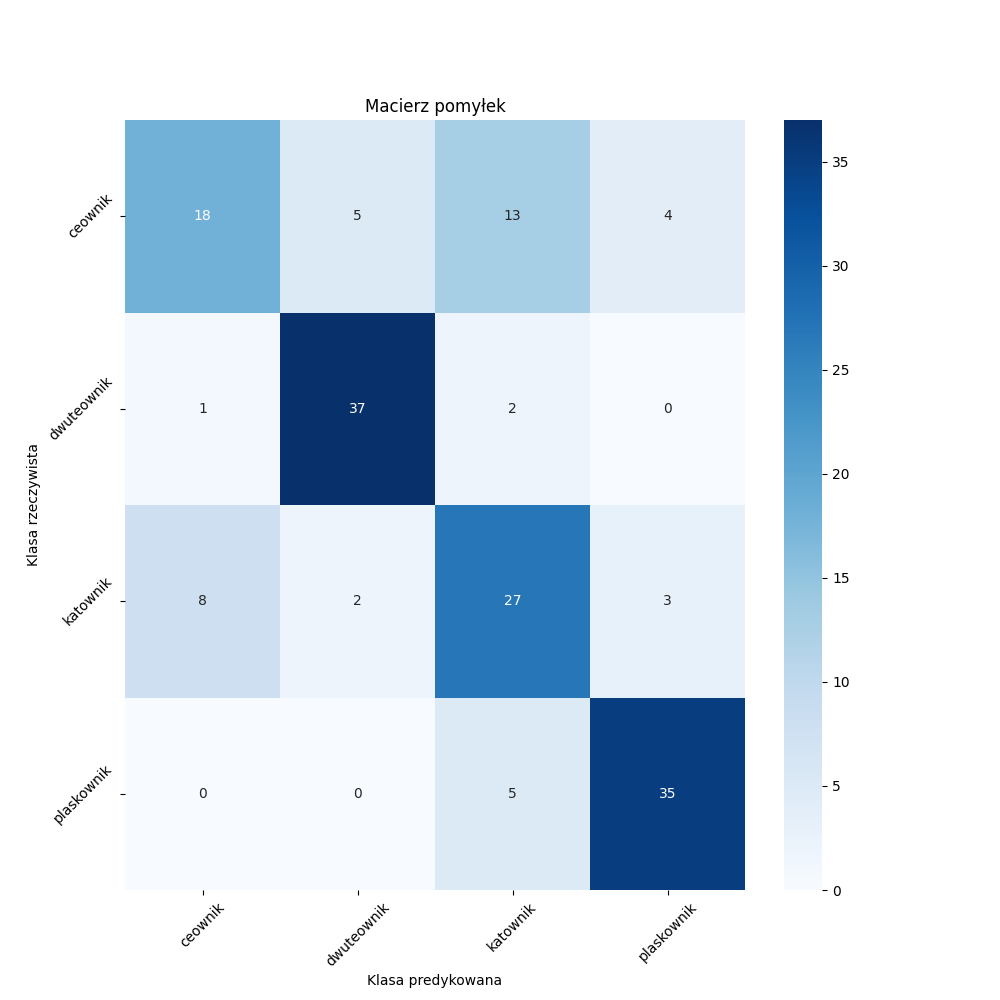 Macierz pomyłek
ceownik 18 5 13 4
dwuteownik 1 37 2 0
katownik 8 2 27 3
plaskownik 0 0 5 35
Klasa rzeczywista
ceownik dwuteownik katownik plaskownik
Klasa predykowana
35
30
25
20
15
10
5
0